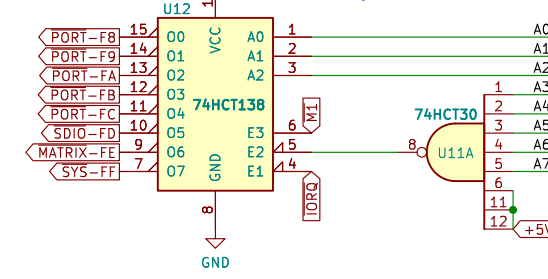 U12
1
PORT-F8 15 O0 VCC A0 1 A0
PORT-F9 14 O1 A1 2 A1
PORT-FA 13 O2 A2 3 A2
PORT-FB 12 O3 1 A3
PORT-FC 11 O4 74HCT138 M1 74HCT30 2 A4
SDIO-FD 10 O5 E3 6 3 A5
MATRIX-FE 9 O6 E2 5 8 U11A 4 A6
SYS-FF 7 O7 GND E1 4 5 A7
IORQ 6
8 11
12 +5V
GND